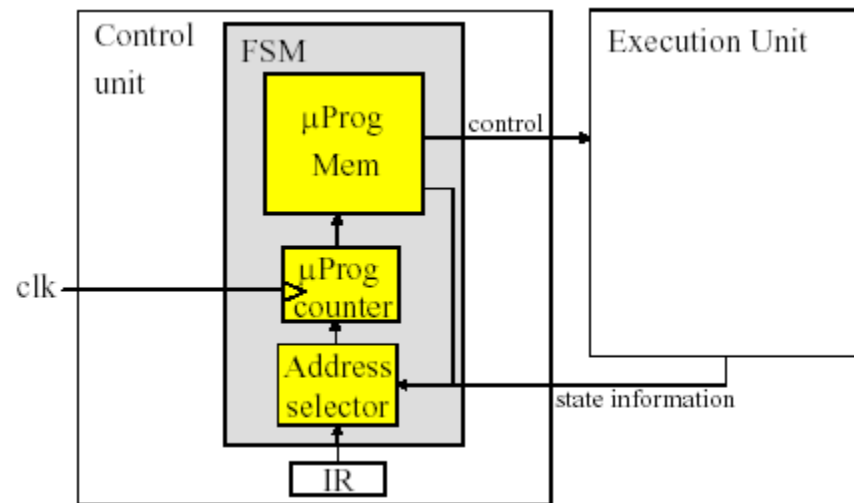 Control
unit
FSM
Execution Unit
μProg
Mem
control
μProg
counter
clk
Address
selector
state information
IR